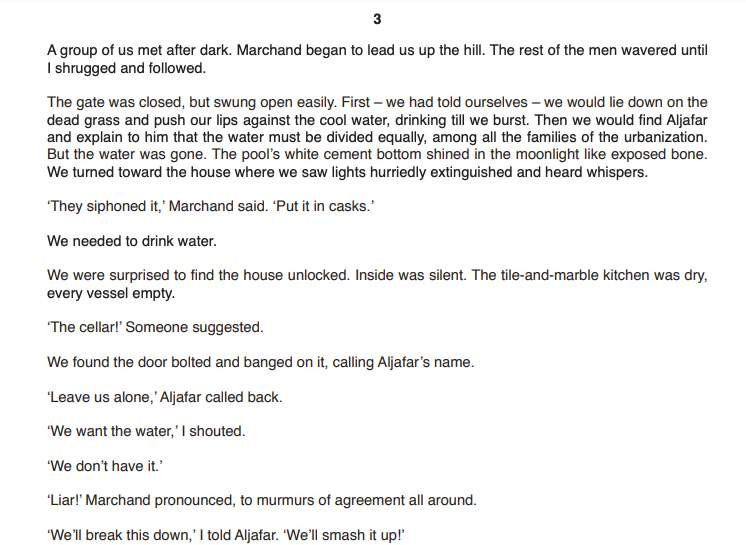 3
A group of us met after dark. Marchand began to lead us up the hill. The rest of the men wavered until
I shrugged and followed.
The gate was closed, but swung open easily. First – we had told ourselves – we would lie down on the
dead grass and push our lips against the cool water, drinking till we burst. Then we would find Aljafar
and explain to him that the water must be divided equally, among all the families of the urbanization.
But the water was gone. The pool’s white cement bottom shined in the moonlight like exposed bone.
We turned toward the house where we saw lights hurriedly extinguished and heard whispers.
‘They siphoned it,’ Marchand said. ‘Put it in casks.’
We needed to drink water.
We were surprised to find the house unlocked. Inside was silent. The tile-and-marble kitchen was dry,
every vessel empty.
‘The cellar!’ Someone suggested.
We found the door bolted and banged on it, calling Aljafar’s name.
‘Leave us alone,’ Aljafar called back.
‘We want the water,’ I shouted.
‘We don’t have it.’
‘Liar!’ Marchand pronounced, to murmurs of agreement all around.
‘We’ll break this down,’ I told Aljafar. ‘We’ll smash it up!’